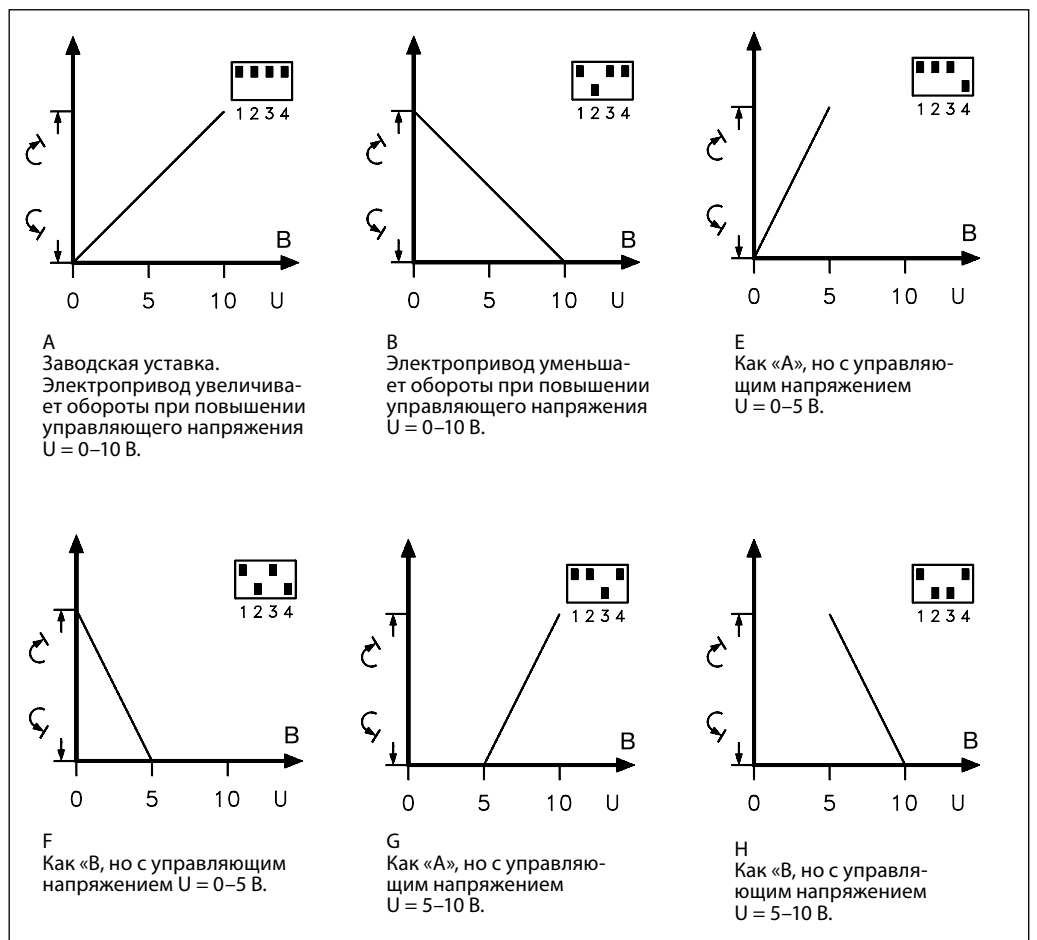 1 2 3 4
В
0 5 10 U
A
Заводская уставка.
Электропривод увеличива-
ет обороты при повышении
управляющего напряжения
U = 0–10 В.
1 2 3 4
В
0 5 10 U
B
Электропривод уменьша-
ет обороты при повышении
управляющего напряжения
U = 0–10 В.
1 2 3 4
В
0 5 10 U
E
Как «А», но с управляю-
щим напряжением
U = 0–5 В.
1 2 3 4
В
0 5 10 U
F
Как «В, но с управляющим
напряжением U = 0–5 В.
1 2 3 4
В
0 5 10 U
G
Как «А», но с управляю-
щим напряжением
U = 5–10 В.
1 2 3 4
В
0 5 10 U
H
Как «В, но с управля-
ющим напряжением
U = 5–10 В.